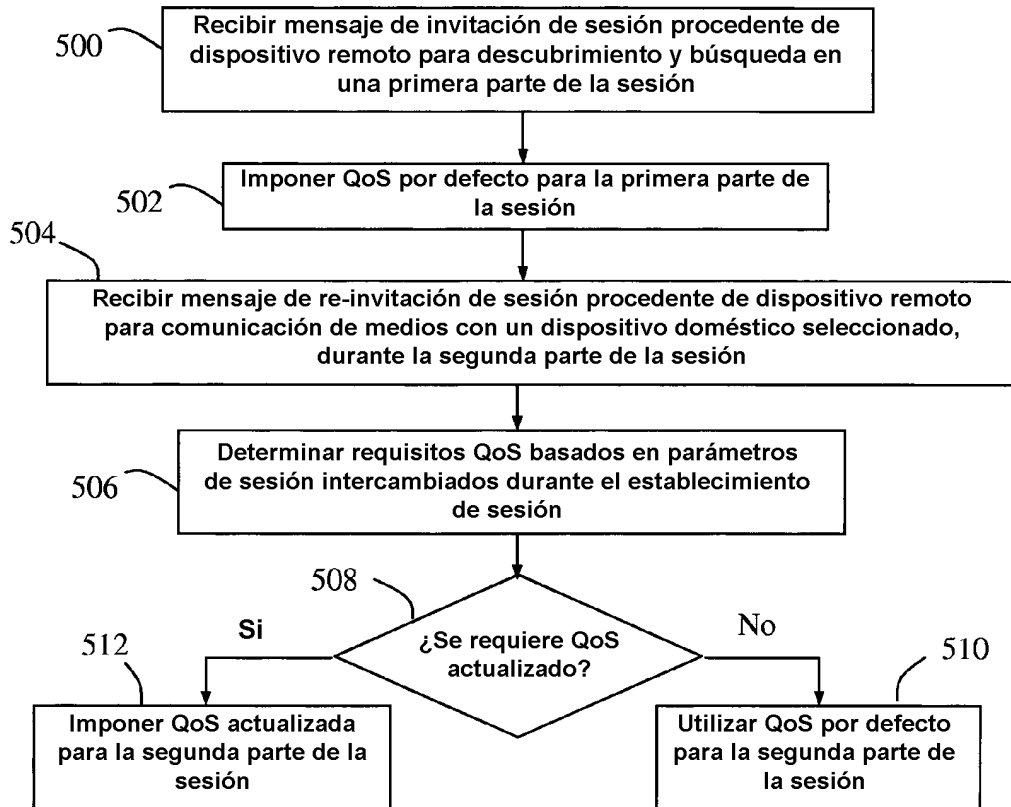 500
Recibir mensaje de invitación de sesión procedente de
dispositivo remoto para descubrimiento y búsqueda en
una primera parte de la sesión
502
Imponer QoS por defecto para la primera parte de
la sesión
504
Recibir mensaje de re-invitación de sesión procedente de dispositivo remoto
para comunicación de medios con un dispositivo doméstico seleccionado,
durante la segunda parte de la sesión
506
Determinar requisitos QoS basados en parámetros
de sesión intercambiados durante el establecimiento
de sesión
508
¿Se requiere QoS
actualizado?
Si
No
512
Imponer QoS actualizada
para la segunda parte de la
sesión
510
Utilizar QoS por defecto
para la segunda parte de
la sesión